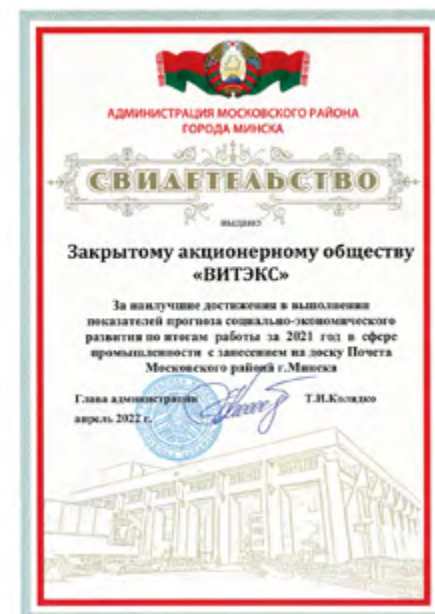 АДМИНИСТРАЦИЯ МОСКОВСКОГО РАЙОНА
ГОРОДА МИНСКА
СВИДЕТЕЛЬСТВО
выдано
Закрытому акционерному обществу
«ВИТЭКС»
За наилучшие достижения в выполнении
показателей прогноза социально-экономического
развития по итогам работы за 2021 год в сфере
промышленности с занесением на доску Почета
Московского района г.Минска
Глава администрации Т.И.Колядко
апрель 2022 г.